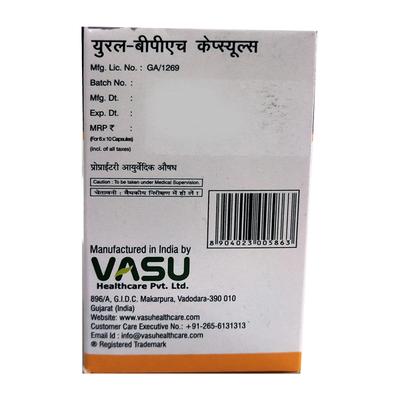 युरल-बीपीएच केप्स्यूल्स
Mfg. Lic. No. : GA/1269
Batch No. :
Mfg. Dt. :
Exp. Dt. :
MRP ₹ :
(For 6 x 10 Capsules)
(incl. of all taxes)
प्रोप्राईटरी आयुर्वेदिक औषध
Caution : To be taken under Medical Supervision.
चेतावनी : वैद्यकीय निरीक्षण में ही लें।
8904023005863
Manufactured in India by
VASU
Healthcare Pvt. Ltd.
896/A, G.I.D.C. Makarpura, Vadodara-390 010
Gujarat (India)
Website: www.vasuhealthcare.com
Customer Care Executive No.: +91-265-6131313
Email Id : info@vasuhealthcare.com
® Registered Trademark